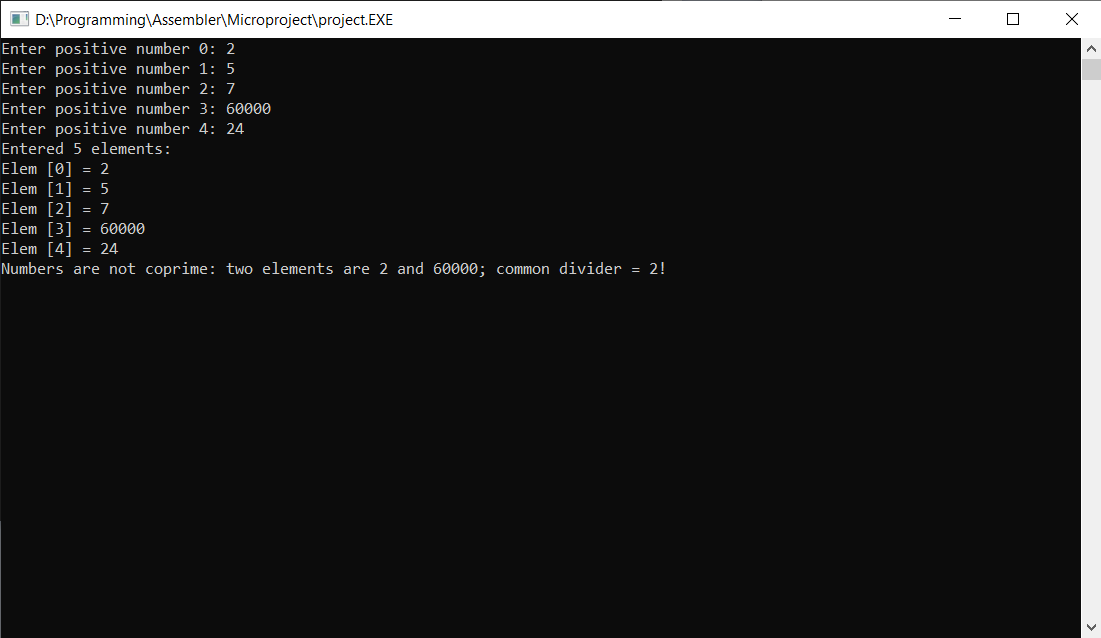 D:\Programming\Assembler\Microproject\project.EXE
Enter positive number 0: 2
Enter positive number 1: 5
Enter positive number 2: 7
Enter positive number 3: 60000
Enter positive number 4: 24
Entered 5 elements:
Elem [0] = 2
Elem [1] = 5
Elem [2] = 7
Elem [3] = 60000
Elem [4] = 24
Numbers are not coprime: two elements are 2 and 60000; common divider = 2!